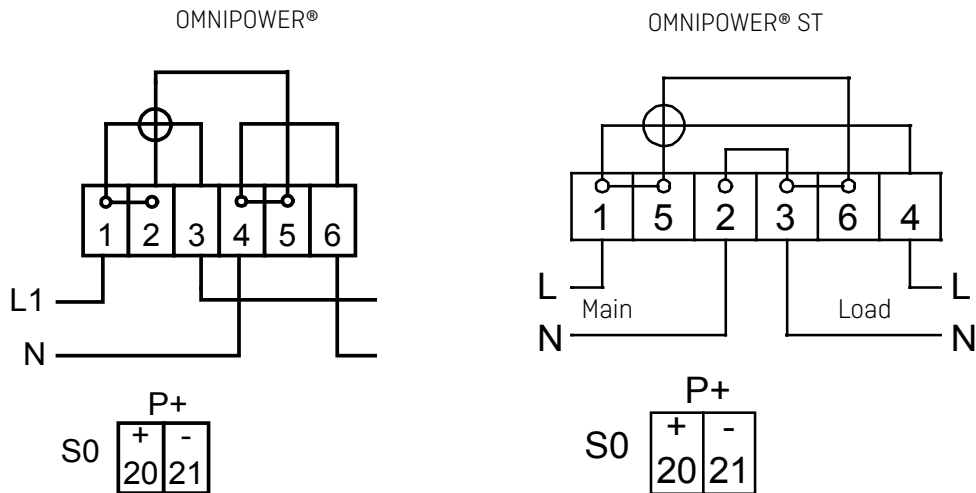 OMNIPOWER®
1 2 3 4 5 6
L1
N
P+
S0
+ -
20 21
OMNIPOWER® ST
1 5 2 3 6 4
L Main Load L
N N
P+
S0
+ -
20 21